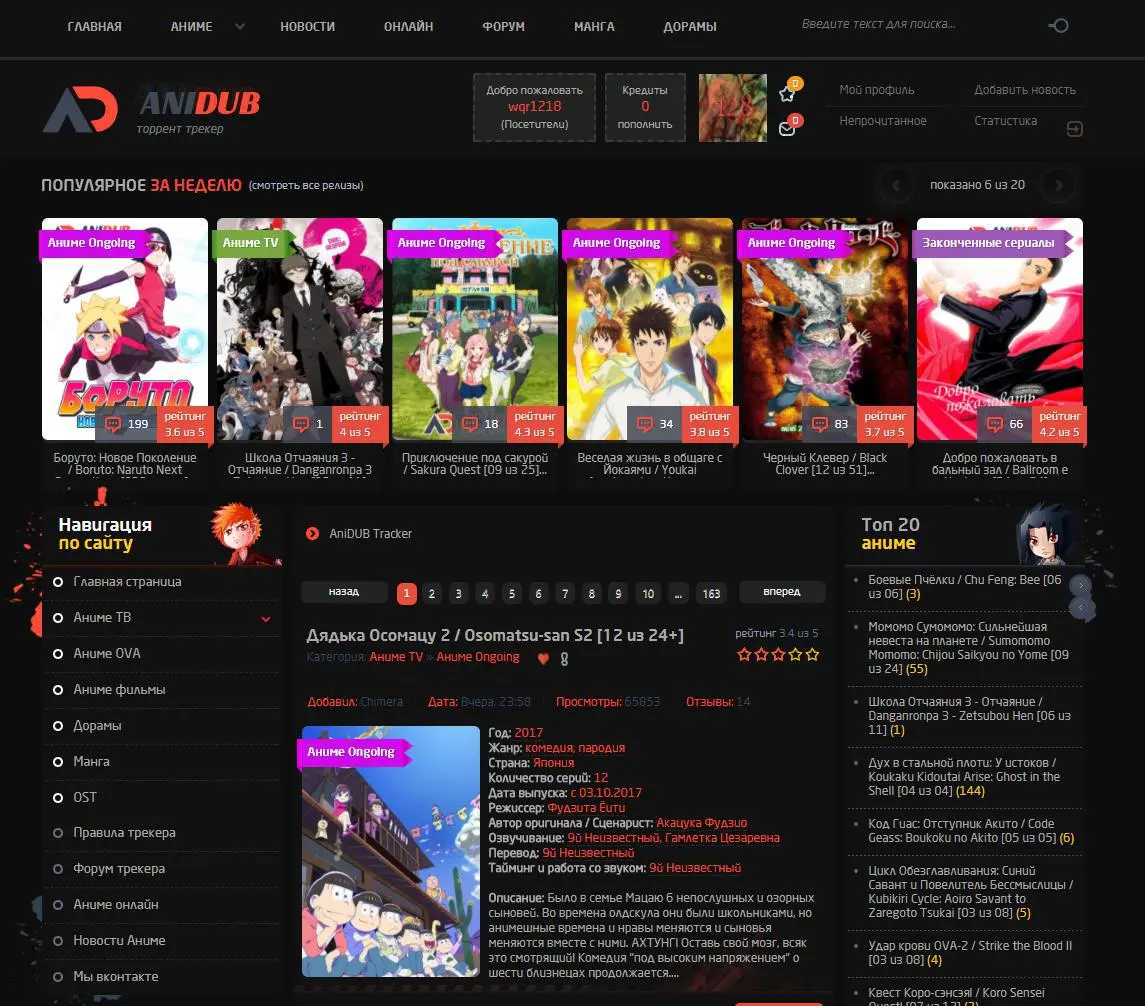 ГЛАВНАЯ АНИМЕ НОВОСТИ ОНЛАЙН ФОРУМ МАНГА ДОРАМЫ Введите текст для поиска...
ANIDUB
торрент трекер
Добро пожаловать
wqr1218
(Посетители)
Кредиты
0
пополнить
0
0
Мой профиль Добавить новость
Непрочитанное Статистика
ПОПУЛЯРНОЕ ЗА НЕДЕЛЮ (смотреть все релизы)
показано 6 из 20
Аниме Ongoing
БОРУТО
199
рейтинг
3.6 из 5
Боруто: Новое Поколение
/ Boruto: Naruto Next
Аниме TV
1
рейтинг
4 из 5
Школа Отчаяния 3 -
Отчаяние / Danganronpa 3
Аниме Ongoing
18
рейтинг
4.3 из 5
Приключение под сакурой
/ Sakura Quest [09 из 25]...
Аниме Ongoing
34
рейтинг
3.8 из 5
Веселая жизнь в общаге с
Йокаями / Youkai
Аниме Ongoing
83
рейтинг
3.7 из 5
Черный Клевер / Black
Clover [12 из 51]...
Законченные сериалы
Добро
пожаловать
66
рейтинг
4.2 из 5
Добро пожаловать в
бальный зал / Ballroom e
Навигация
по сайту
Главная страница
Аниме ТВ
Аниме OVA
Аниме фильмы
Дорамы
Манга
OST
Правила трекера
Форум трекера
Аниме онлайн
Новости Аниме
Мы вконтакте
AniDUB Tracker
назад 1 2 3 4 5 6 7 8 9 10 ... 163 вперед
Дядька Осомацу 2 / Osomatsu-san S2 [12 из 24+]
рейтинг 3.4 из 5
Категория: Аниме TV » Аниме Ongoing
Добавил: Chimera Дата: Вчера, 23:58 Просмотры: 65853 Отзывы: 14
Аниме Ongoing
Год: 2017
Жанр: комедия, пародия
Страна: Япония
Количество серий: 12
Дата выпуска: с 03.10.2017
Режиссер: Фудзита Ёити
Автор оригинала / Сценарист: Акацука Фудзио
Озвучивание: 9й Неизвестный, Гамлетка Цезаревна
Перевод: 9й Неизвестный
Тайминг и работа со звуком: 9й Неизвестный
Описание: Было в семье Мацаю 6 непослушных и озорных
сыновей. Во времена олдскула они были школьниками, но
анимешные времена и нравы меняются и сыновья
меняются вместе с ними. АХТУНГ! Оставь свой мозг, всяк
это смотрящий! Комедия "под высоким напряжением" о
шести близнецах продолжается....
Топ 20
аниме
Боевые Пчёлки / Chu Feng: Bee [06
из 06] (3)
Момомо Сумомомо: Сильнейшая
невеста на планете / Sumomomo
Momomo: Chijou Saikyou no Yome [09
из 24] (55)
Школа Отчаяния 3 - Отчаяние /
Danganronpa 3 - Zetsubou Hen [06 из
11] (1)
Дух в стальной плоти: У истоков /
Koukaku Kidoutai Arise: Ghost in the
Shell [04 из 04] (144)
Код Гиас: Отступник Акито / Code
Geass: Boukoku no Akito [05 из 05] (6)
Цикл Обезглавливания: Синий
Савант и Повелитель Бессмыслицы /
Kubikiri Cycle: Aoiro Savant to
Zaregoto Tsukai [03 из 08] (5)
Удар крови OVA-2 / Strike the Blood II
[03 из 08] (4)
Квест Коро-сэнсэя! / Koro Sensei